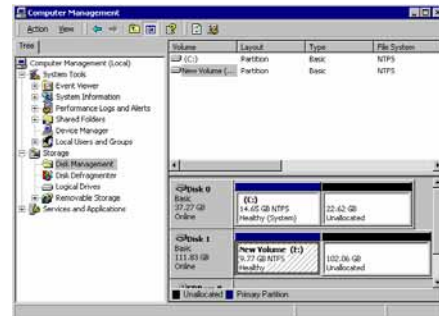 Computer Management
Action View
Tree
Computer Management (Local)
System Tools
Event Viewer
System Information
Performance Logs and Alerts
Shared Folders
Device Manager
Local Users and Groups
Storage
Disk Management
Disk Defragmenter
Logical Drives
Removable Storage
Services and Applications
Volume Layout Type File System
(C:) Partition Basic NTFS
New Volume (... Partition Basic NTFS
Disk 0
Basic
37.27 GB
Online
(C:)
14.65 GB NTFS
Healthy (System)
22.62 GB
Unallocated
Disk 1
Basic
111.83 GB
Online
New Volume (I:)
9.77 GB NTFS
Healthy
102.06 GB
Unallocated
Unallocated Primary Partition